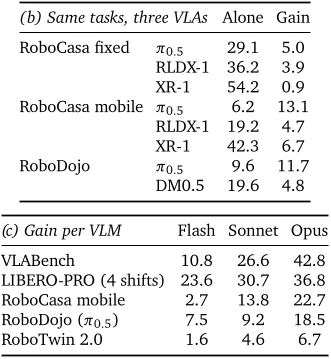 (b) Same tasks, three VLAs Alone Gain
RoboCasa fixed π0.5 29.1 5.0
RLDX-1 36.2 3.9
XR-1 54.2 0.9
RoboCasa mobile π0.5 6.2 13.1
RLDX-1 19.2 4.7
XR-1 42.3 6.7
RoboDojo π0.5 9.6 11.7
DM0.5 19.6 4.8
(c) Gain per VLM Flash Sonnet Opus
VLABench 10.8 26.6 42.8
LIBERO-PRO (4 shifts) 23.6 30.7 36.8
RoboCasa mobile 2.7 13.8 22.7
RoboDojo (π0.5) 7.5 9.2 18.5
RoboTwin 2.0 1.6 4.6 6.7